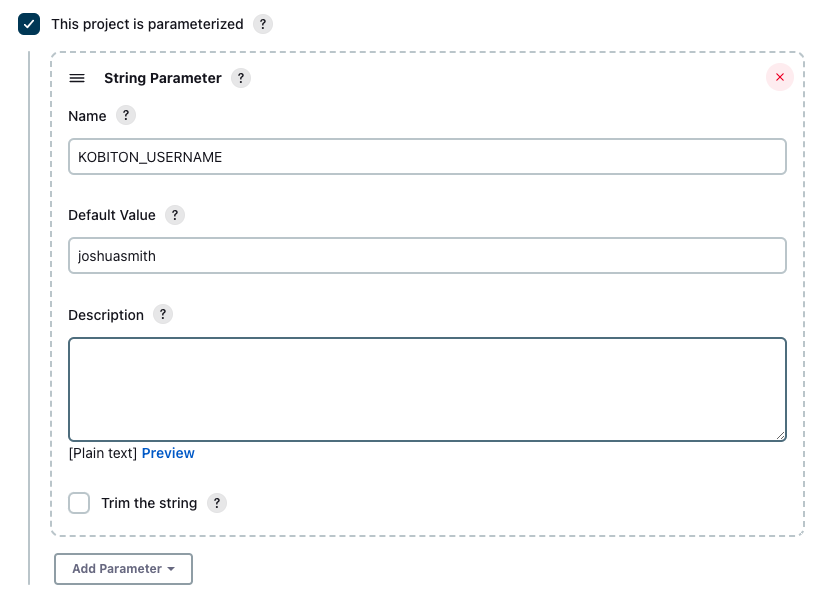 This project is parameterized ?
String Parameter ?
Name ?
KOBITON_USERNAME
Default Value ?
joshuasmith
Description ?
[Plain text] Preview
Trim the string ?
Add Parameter